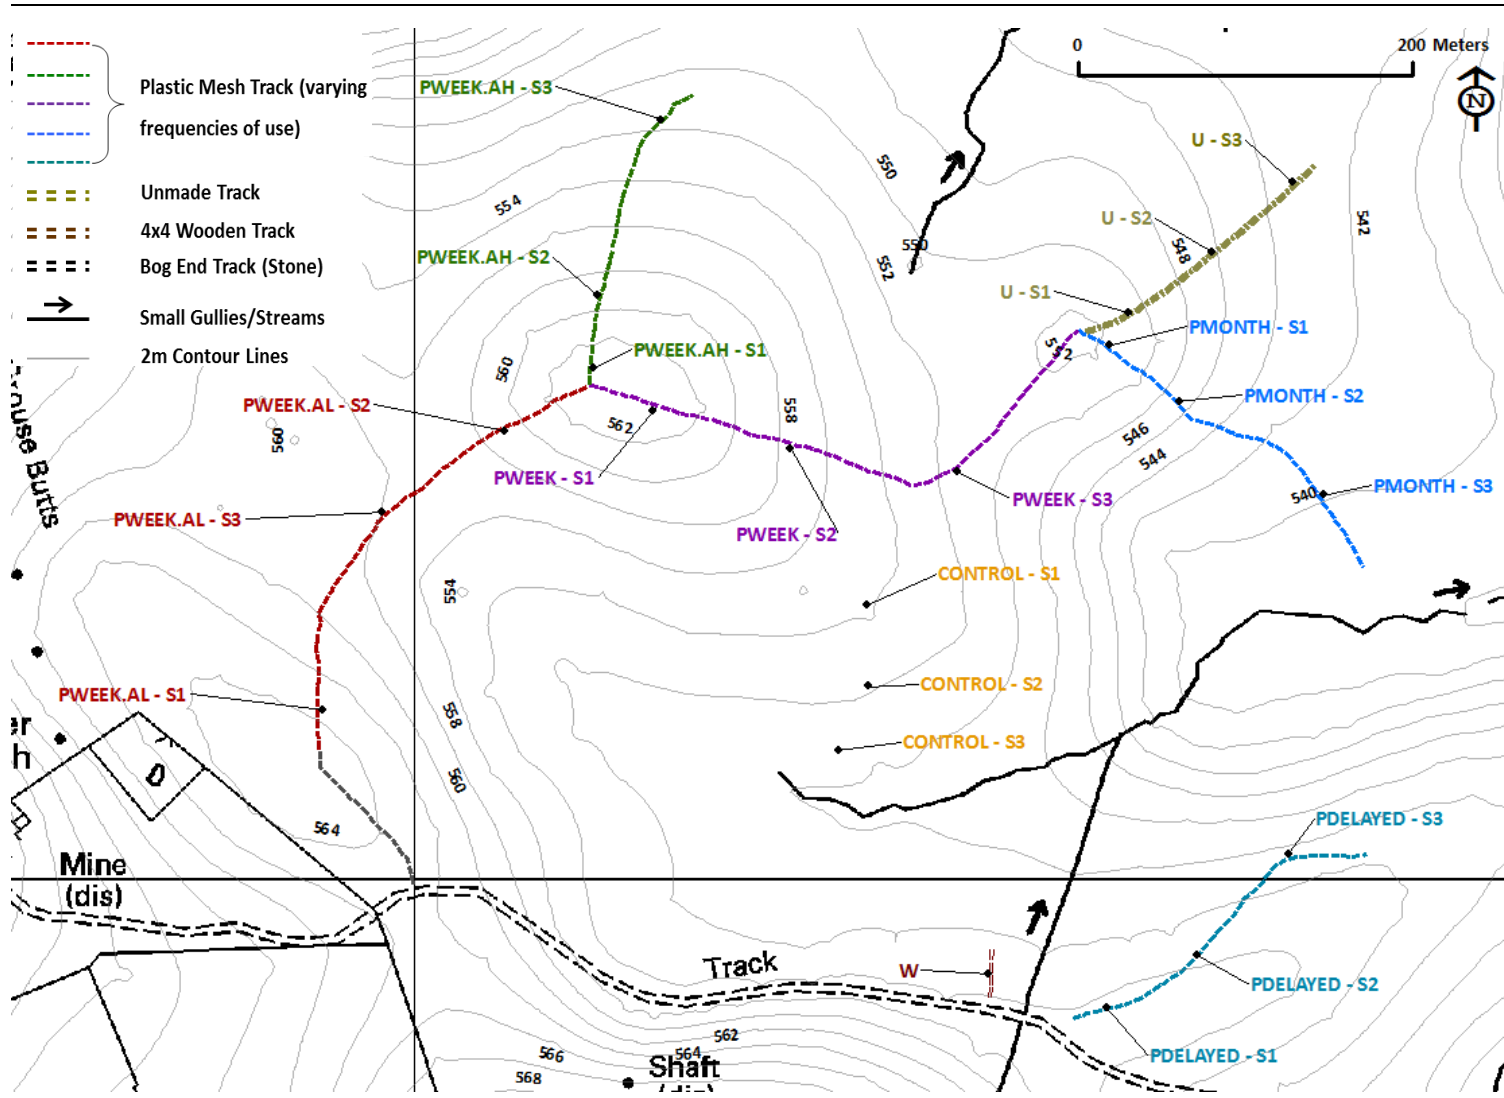 0
200 Meters
Plastic Mesh Track (varying
frequencies of use)
Unmade Track
4x4 Wooden Track
Bog End Track (Stone)
Small Gullies/Streams
2m Contour Lines
N
PWEEK.AH - S3
U - S3
550
554
542
U - S2
PWEEK.AH - S2
550
548
552
U - S1
PMONTH - S1
PWEEK.AH - S1
552
560
PWEEK.AL - S2
PMONTH - S2
558
562
560
546
544
PWEEK - S1
PMONTH - S3
540
PWEEK - S3
Butts
PWEEK.AL - S3
PWEEK - S2
CONTROL - S1
554
CONTROL - S2
PWEEK.AL - S1
558
CONTROL - S3
560
PDELAYED - S3
564
Mine
(dis)
Track
W
PDELAYED - S2
562
PDELAYED - S1
566
564
Shaft
568